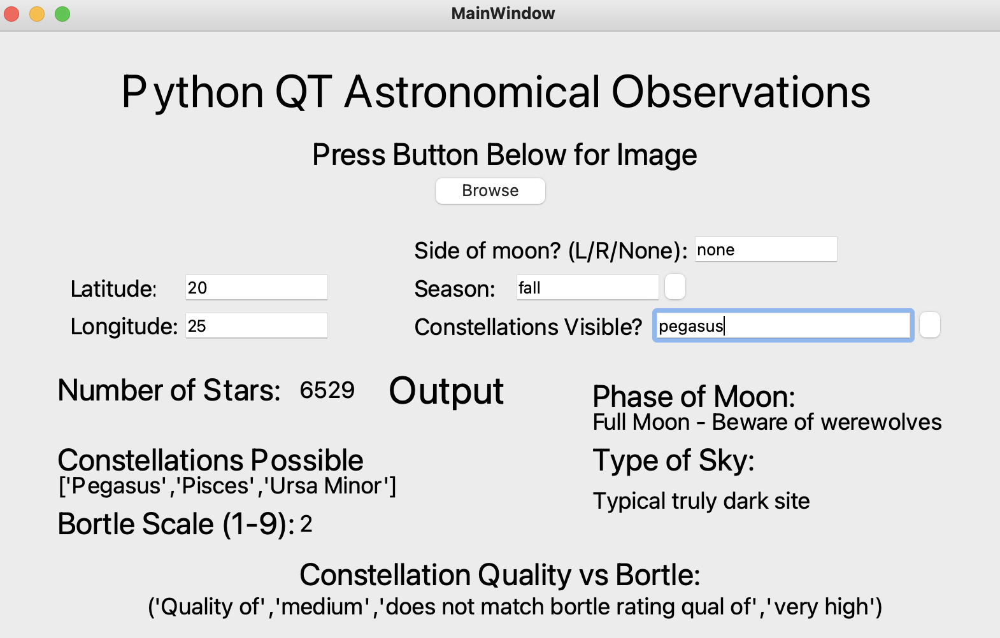 MainWindow
Python QT Astronomical Observations
Press Button Below for Image
Browse
Side of moon? (L/R/None): none
Latitude: 20
Season: fall
Longitude: 25
Constellations Visible? pegasus
Number of Stars: 6529
Output
Phase of Moon:
Full Moon - Beware of werewolves
Constellations Possible
['Pegasus','Pisces','Ursa Minor']
Type of Sky:
Typical truly dark site
Bortle Scale (1-9): 2
Constellation Quality vs Bortle:
('Quality of','medium','does not match bortle rating qual of','very high')